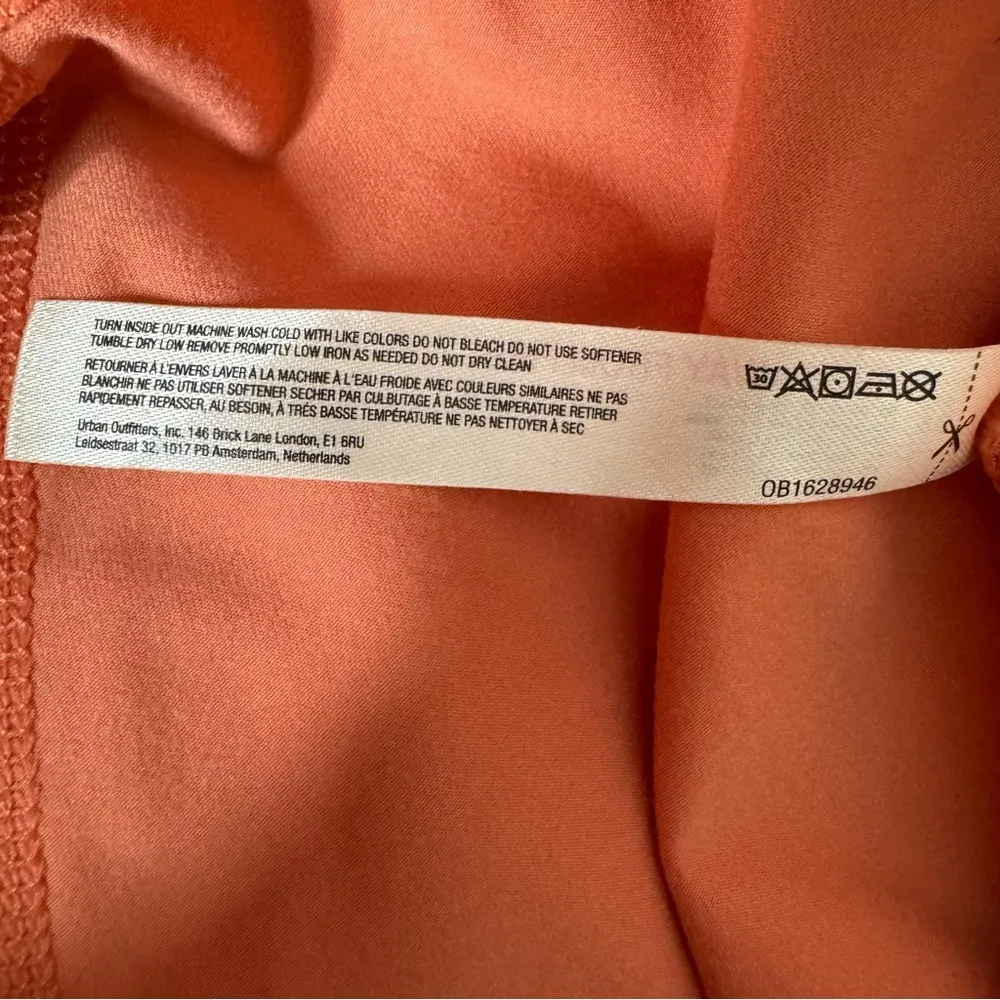 TURN INSIDE OUT MACHINE WASH COLD WITH LIKE COLORS DO NOT BLEACH DO NOT USE SOFTENER
TUMBLE DRY LOW REMOVE PROMPTLY LOW IRON AS NEEDED DO NOT DRY CLEAN
RETOURNER À L'ENVERS LAVER À LA MACHINE À L'EAU FROIDE AVEC COULEURS SIMILAIRES NE PAS
BLANCHIR NE PAS UTILISER SOFTENER SECHER PAR CULBUTAGE À BASSE TEMPERATURE RETIRER
RAPIDEMENT REPASSER, AU BESOIN, À TRÉS BASSE TEMPÉRATURE NE PAS NETTOYER À SEC
Urban Outfitters, Inc. 146 Brick Lane London, E1 6RU
Leidsestraat 32, 1017 PB Amsterdam, Netherlands
30
OB1628946